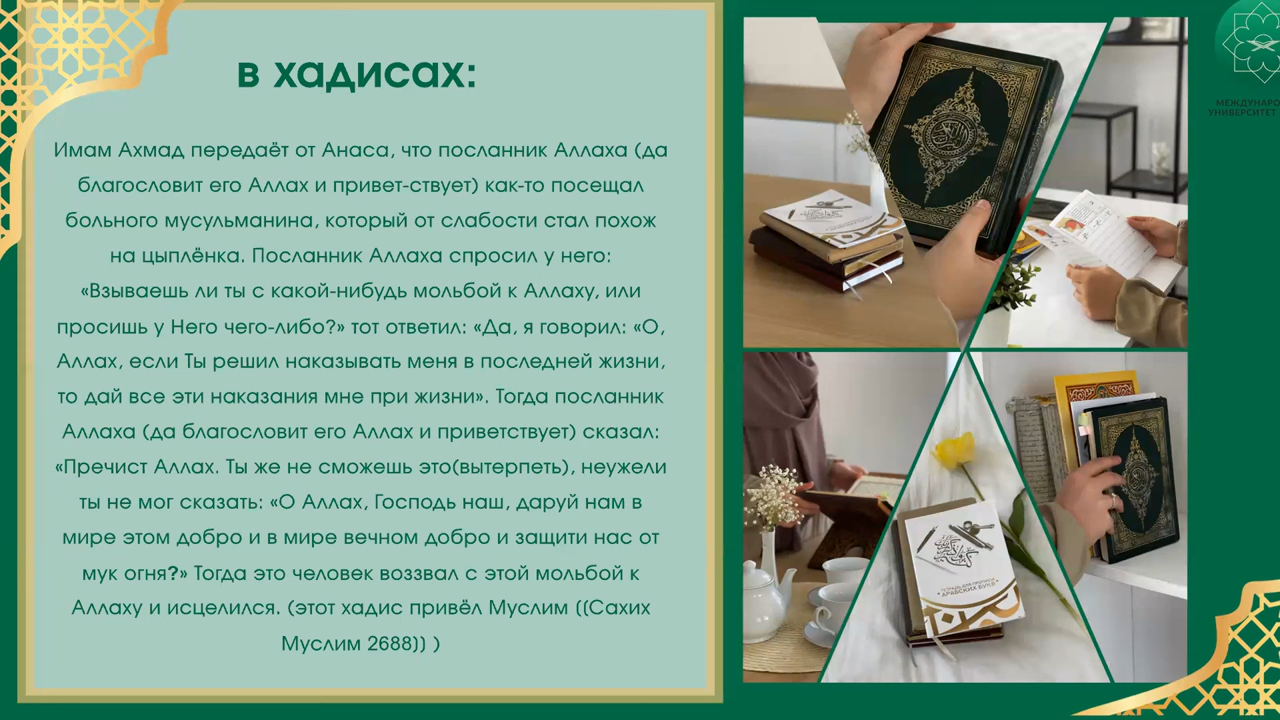 в хадисах:
Имам Ахмад передаёт от Анаса, что посланник Аллаха (да
благословит его Аллах и привет-ствует) как-то посещал
больного мусульманина, который от слабости стал похож
на цыплёнка. Посланник Аллаха спросил у него:
«Взываешь ли ты с какой-нибудь мольбой к Аллаху, или
просишь у Него чего-либо?» тот ответил: «Да, я говорил: «О,
Аллах, если Ты решил наказывать меня в последней жизни,
то дай все эти наказания мне при жизни». Тогда посланник
Аллаха (да благословит его Аллах и приветствует) сказал:
«Пречист Аллах. Ты же не сможешь это(вытерпеть), неужели
ты не мог сказать: «О Аллах, Господь наш, даруй нам в
мире этом добро и в мире вечном добро и защити нас от
мук огня?» Тогда это человек воззвал с этой мольбой к
Аллаху и исцелился. (этот хадис привёл Муслим [[Сахих
Муслим 2688]] )
МЕЖДУНАРО
УНИВЕРСИТЕТ
ТЕТРАДЬ ДЛЯ ПРОПИСИ
АРАБСКИХ БУКВ